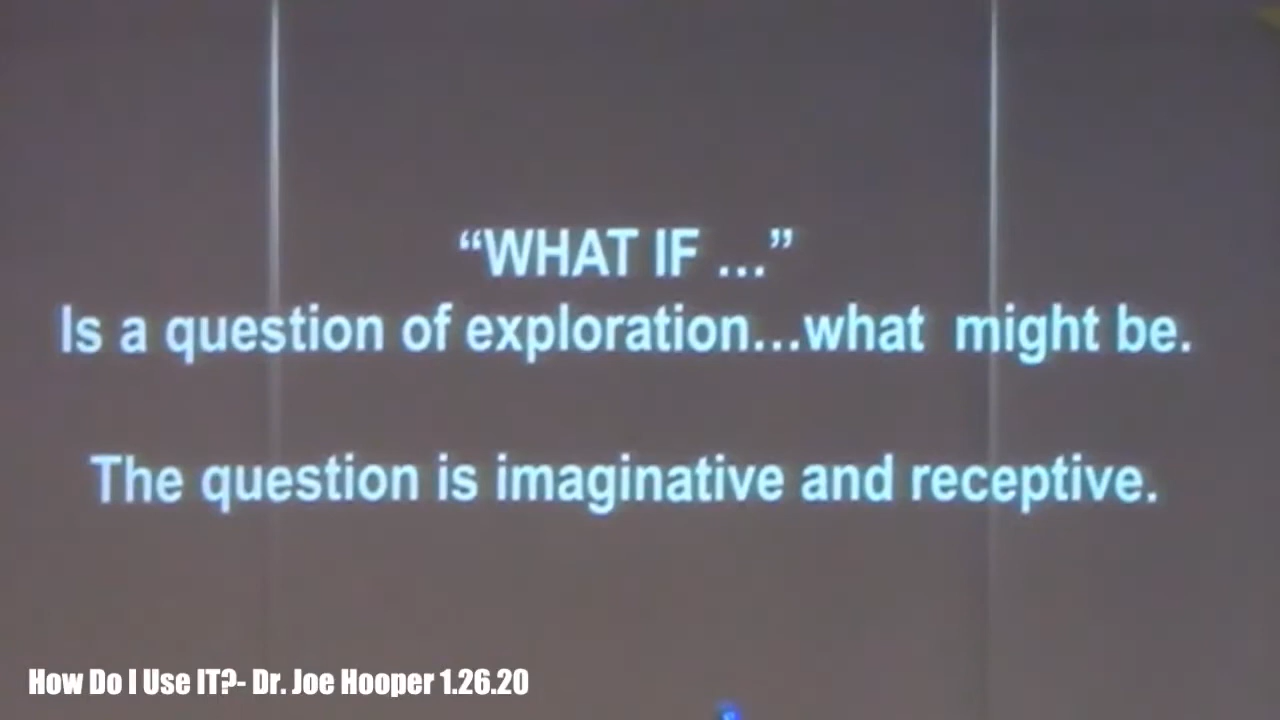 “WHAT IF ...”
Is a question of exploration...what  might be.
The question is imaginative and receptive.
How Do I Use IT?- Dr. Joe Hooper 1.26.20